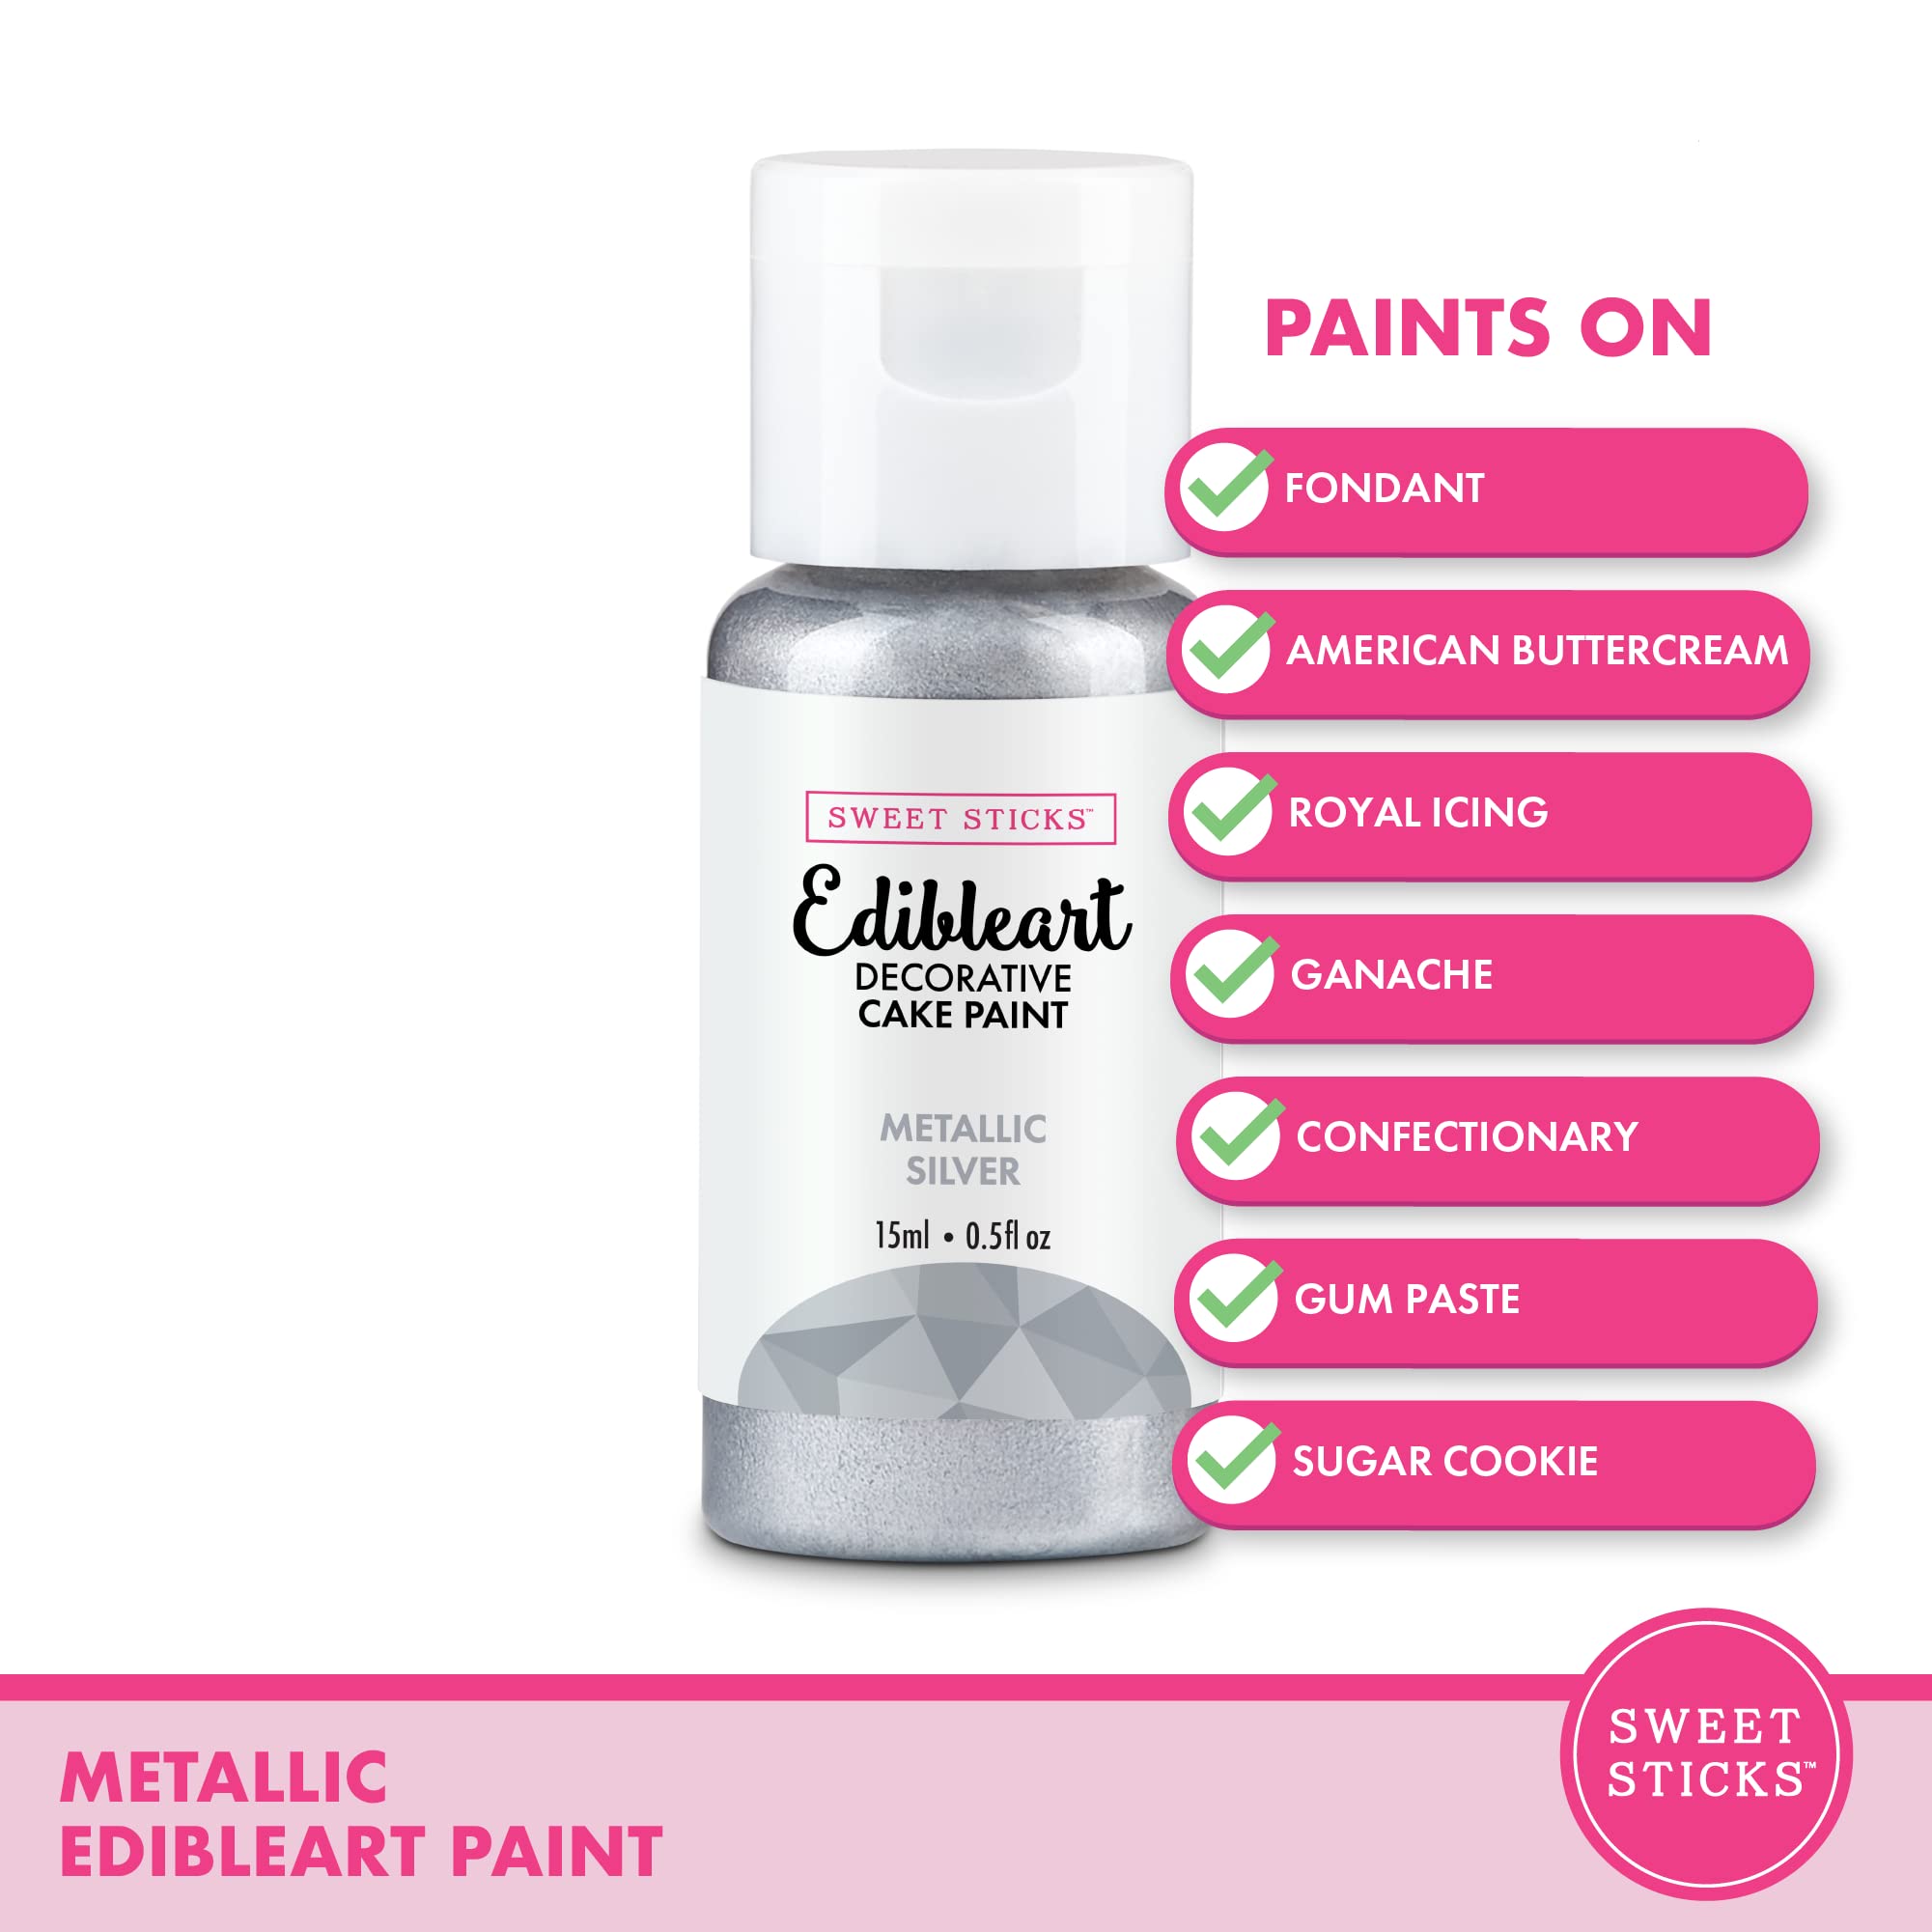 PAINTS ON
FONDANT
AMERICAN BUTTERCREAM
ROYAL ICING
GANACHE
CONFECTIONARY
GUM PASTE
SUGAR COOKIE
SWEET STICKS™
Edibleart
DECORATIVE
CAKE PAINT
METALLIC
SILVER
15ml • 0.5fl oz
METALLIC
EDIBLEART PAINT
SWEET
STICKS™